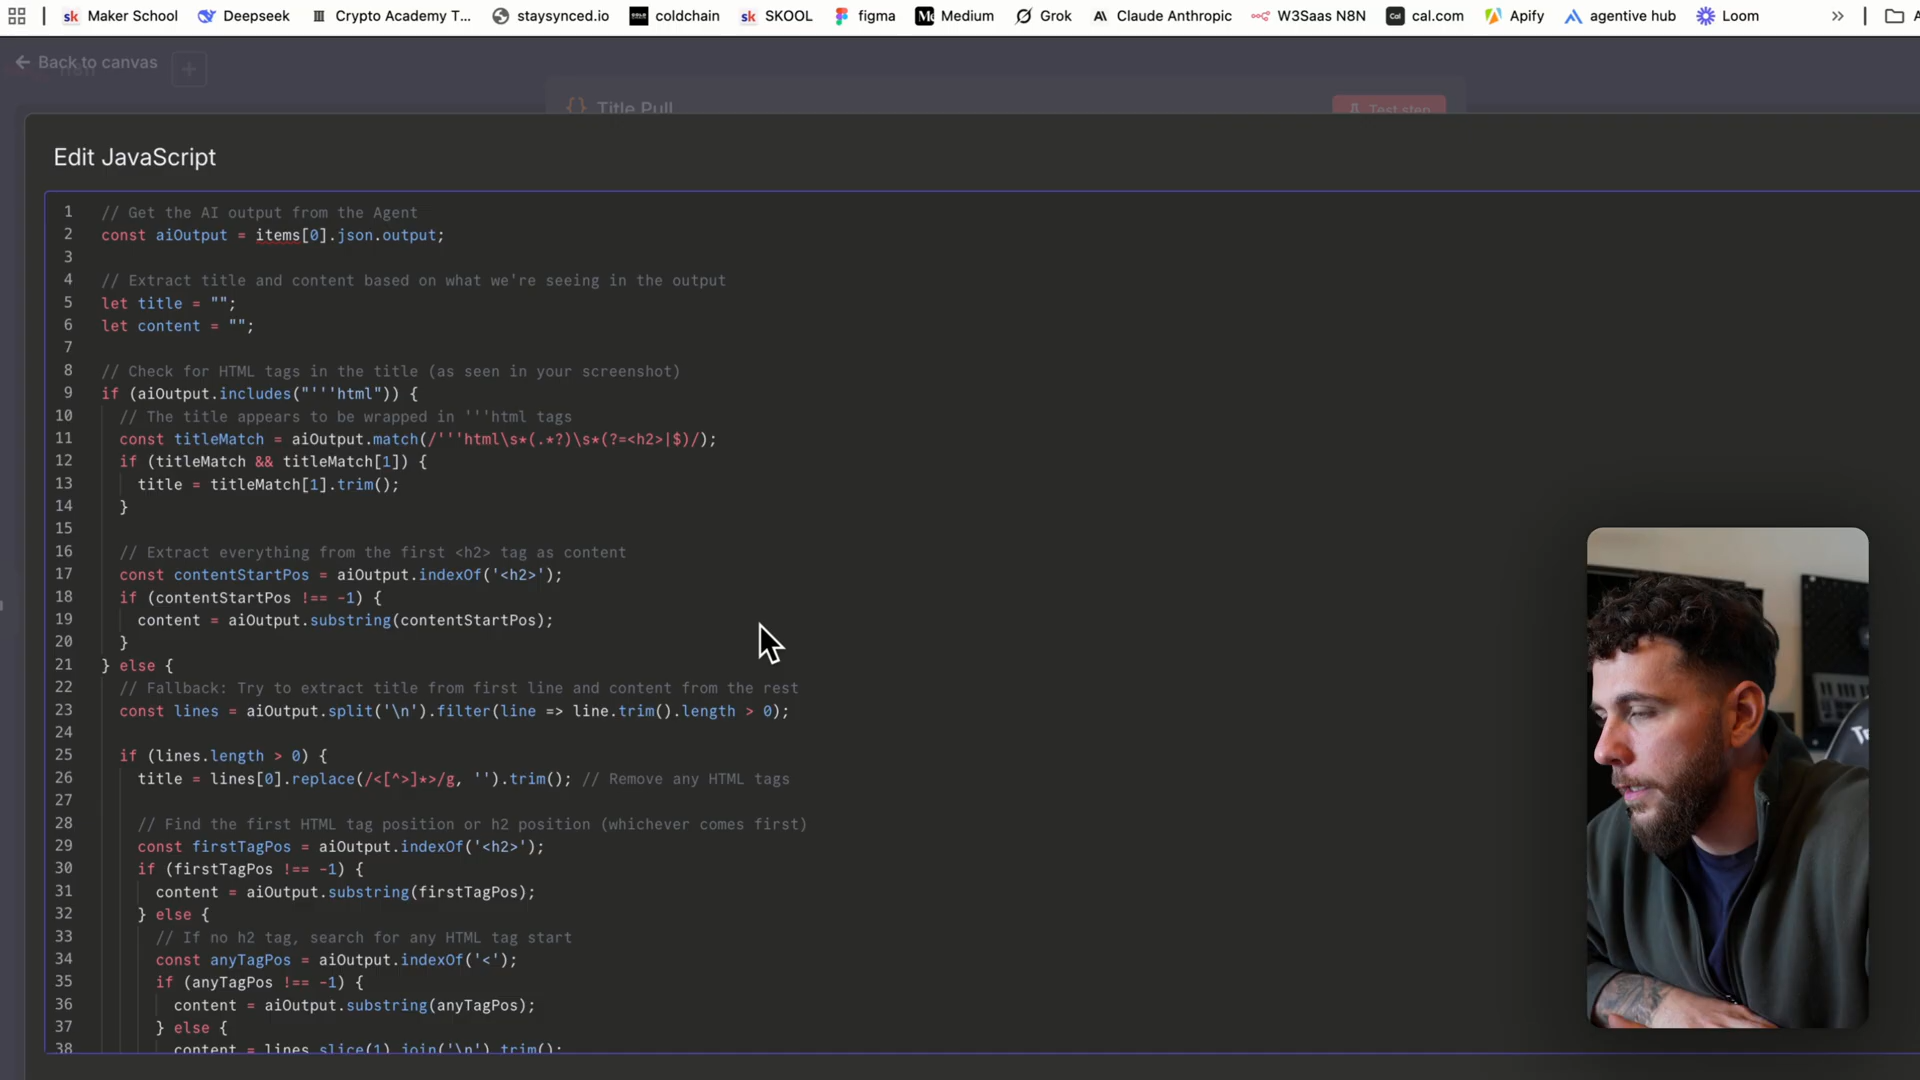 Maker School
Deepseek
Crypto Academy T...
staysynced.io
coldchain
SKOOL
figma
Medium
Grok
Claude Anthropic
W3Saas N8N
cal.com
Apify
agentive hub
Loom
Back to canvas
{} Title Pull
Test step
Edit JavaScript
1 // Get the AI output from the Agent
2 const aiOutput = items[0].json.output;
3
4 // Extract title and content based on what we're seeing in the output
5 let title = "";
6 let content = "";
7
8 // Check for HTML tags in the title (as seen in your screenshot)
9 if (aiOutput.includes("'''html")) {
10 // The title appears to be wrapped in '''html tags
11 const titleMatch = aiOutput.match(/'''html\s*(.*?)\s*(?=<h2>|$)/);
12 if (titleMatch && titleMatch[1]) {
13 title = titleMatch[1].trim();
14 }
15
16 // Extract everything from the first <h2> tag as content
17 const contentStartPos = aiOutput.indexOf('<h2>');
18 if (contentStartPos !== -1) {
19 content = aiOutput.substring(contentStartPos);
20 }
21 } else {
22 // Fallback: Try to extract title from first line and content from the rest
23 const lines = aiOutput.split('\n').filter(line => line.trim().length > 0);
24
25 if (lines.length > 0) {
26 title = lines[0].replace(/<[^>]*>/g, '').trim(); // Remove any HTML tags
27
28 // Find the first HTML tag position or h2 position (whichever comes first)
29 const firstTagPos = aiOutput.indexOf('<h2>');
30 if (firstTagPos !== -1) {
31 content = aiOutput.substring(firstTagPos);
32 } else {
33 // If no h2 tag, search for any HTML tag start
34 const anyTagPos = aiOutput.indexOf('<');
35 if (anyTagPos !== -1) {
36 content = aiOutput.substring(anyTagPos);
37 } else {
38 content = lines.slice(1).join('\n').trim();